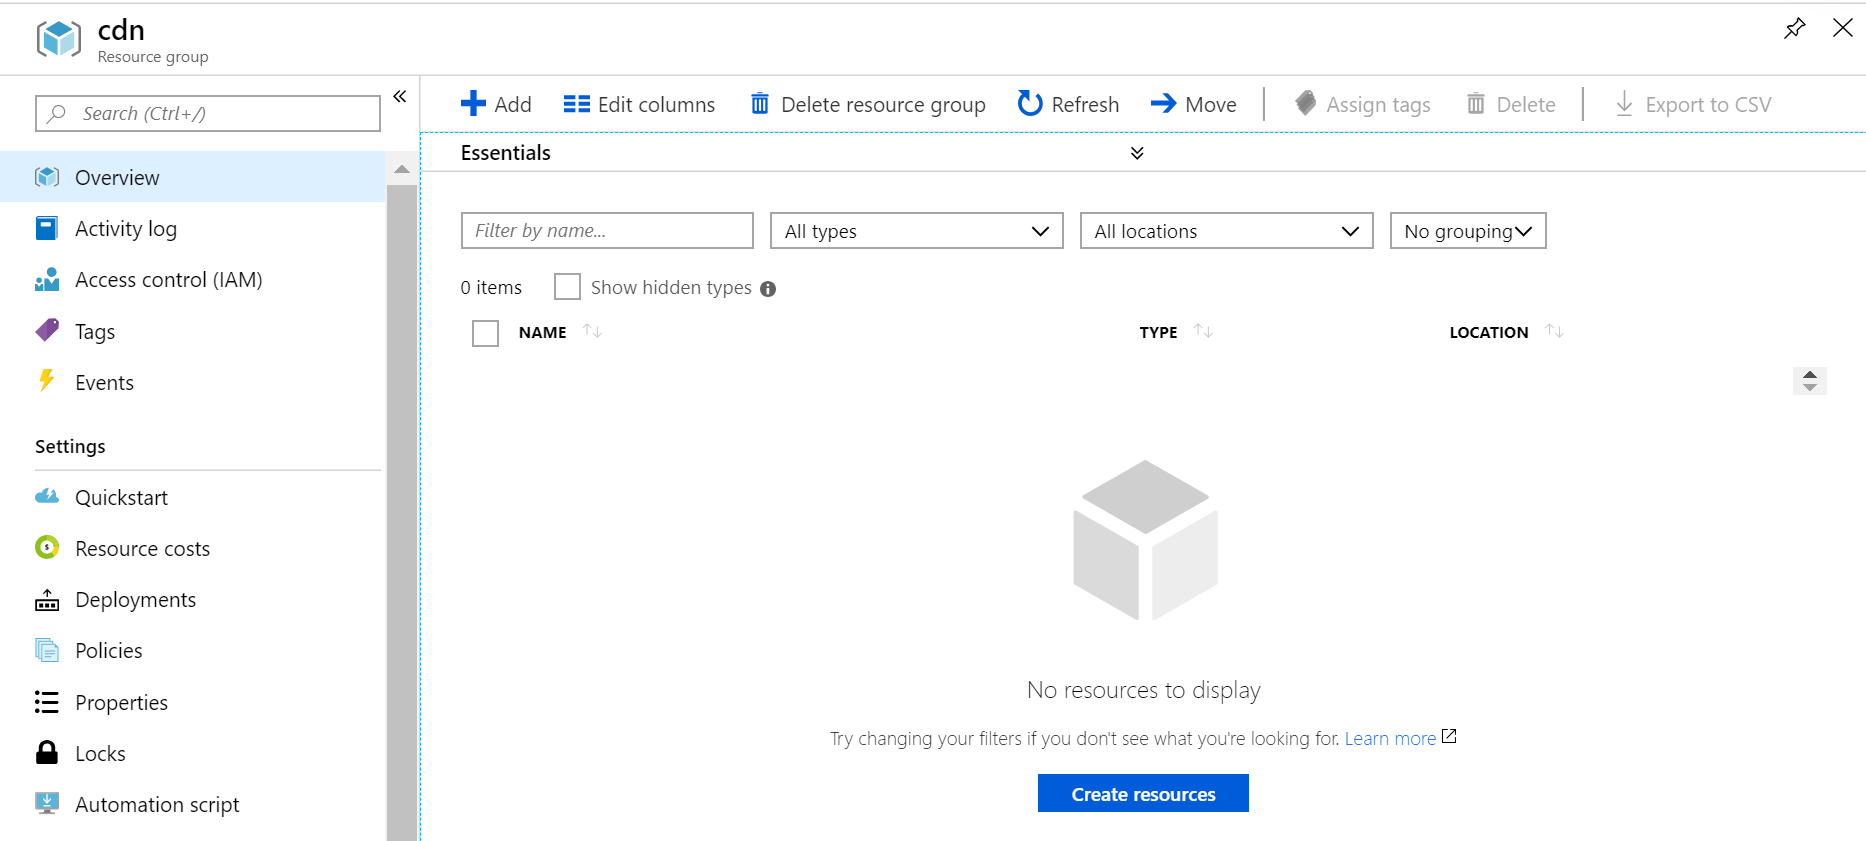 cdn
Resource group
Search (Ctrl+/)
Overview
Activity log
Access control (IAM)
Tags
Events
Settings
Quickstart
Resource costs
Deployments
Policies
Properties
Locks
Automation script
Add Edit columns Delete resource group Refresh Move Assign tags Delete Export to CSV
Essentials
Filter by name... All types All locations No grouping
0 items Show hidden types
NAME TYPE LOCATION
No resources to display
Try changing your filters if you don't see what you're looking for. Learn more
Create resources